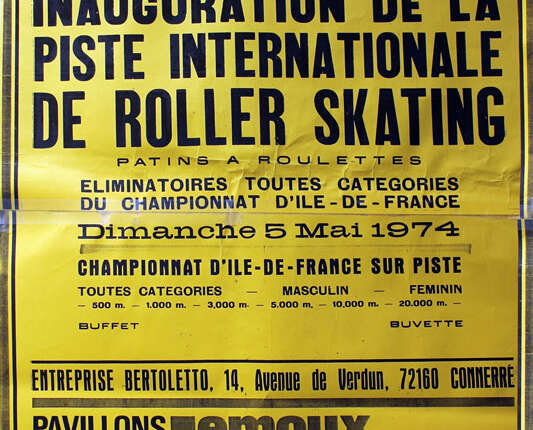 INAUGURATION DE LA
PISTE INTERNATIONALE
DE ROLLER SKATING
PATINS A ROULETTES
ELIMINATOIRES TOUTES CATEGORIES
DU CHAMPIONNAT D'ILE-DE-FRANCE
Dimanche 5 Mai 1974
CHAMPIONNAT D'ILE-DE-FRANCE SUR PISTE
TOUTES CATEGORIES — MASCULIN — FEMININ
— 500 m. — 1.000 m. — 3,000 m. — 5.000 m. — 10,000 m. — 20.000 m. —
BUFFET BUVETTE
ENTREPRISE BERTOLETTO, 14, Avenue de Verdun, 72160 CONNERRÉ
PAVILLONS